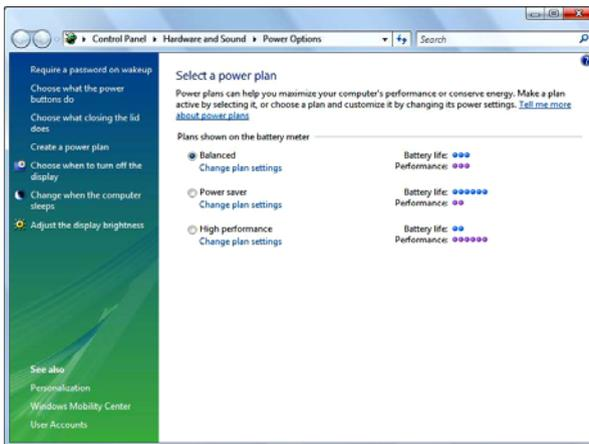 Control Panel Hardware and Sound Power Options Search
Require a password on wakeup
Choose what the power
buttons do
Choose what closing the lid
does
Create a power plan
Choose when to turn off the
display
Change when the computer
sleeps
Adjust the display brightness
See also
Personalization
Windows Mobility Center
User Accounts
Select a power plan
Power plans can help you maximize your computer's performance or conserve energy. Make a plan
active by selecting it, or choose a plan and customize it by changing its power settings. Tell me more
about power plans
Plans shown on the battery meter
Balanced Battery life:
Change plan settings Performance:
Power saver Battery life:
Change plan settings Performance:
High performance Battery life:
Change plan settings Performance: